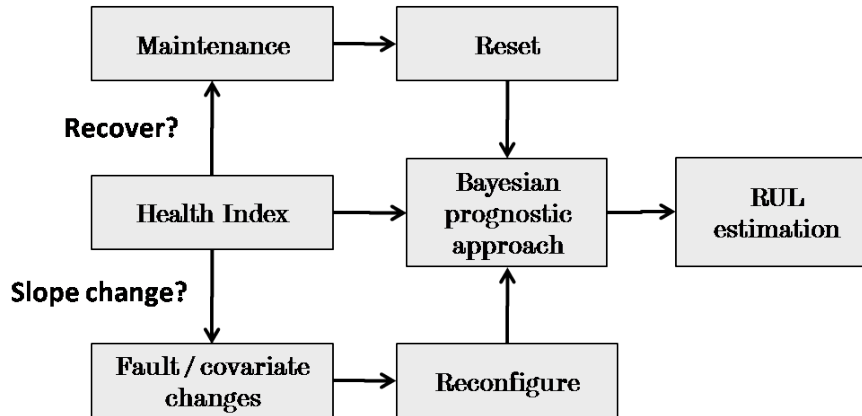 Maintenance
Reset
Recover?
Health Index
Bayesian
prognostic
approach
RUL
estimation
Slope change?
Fault / covariate
changes
Reconfigure